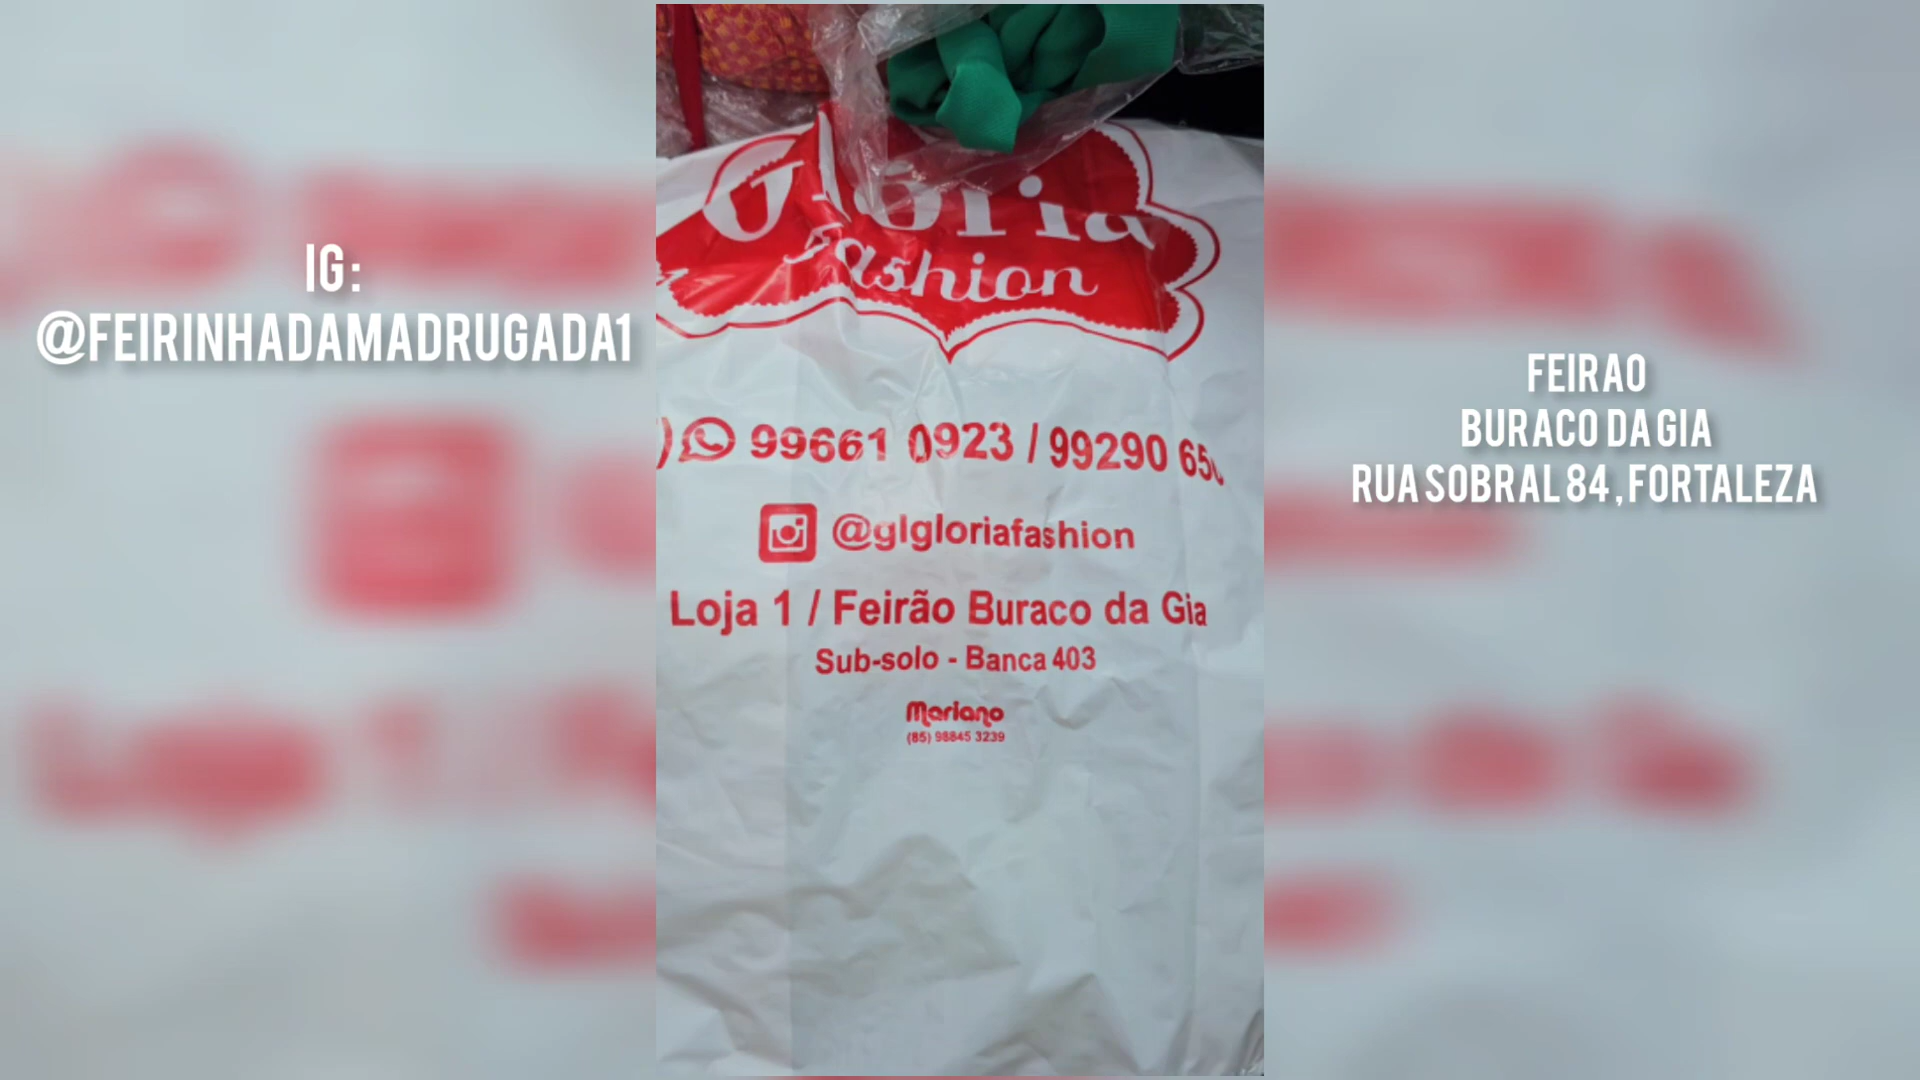 IG:
@FEIRINHADAMADRUGADA1
Glória
Fashion
) 99661 0923 / 99290 65
@glgloriafashion
Loja 1 / Feirão Buraco da Gia
Sub-solo - Banca 403
Mariano
(85) 98845 3239
FEIRAO
BURACO DA GIA
RUA SOBRAL 84, FORTALEZA